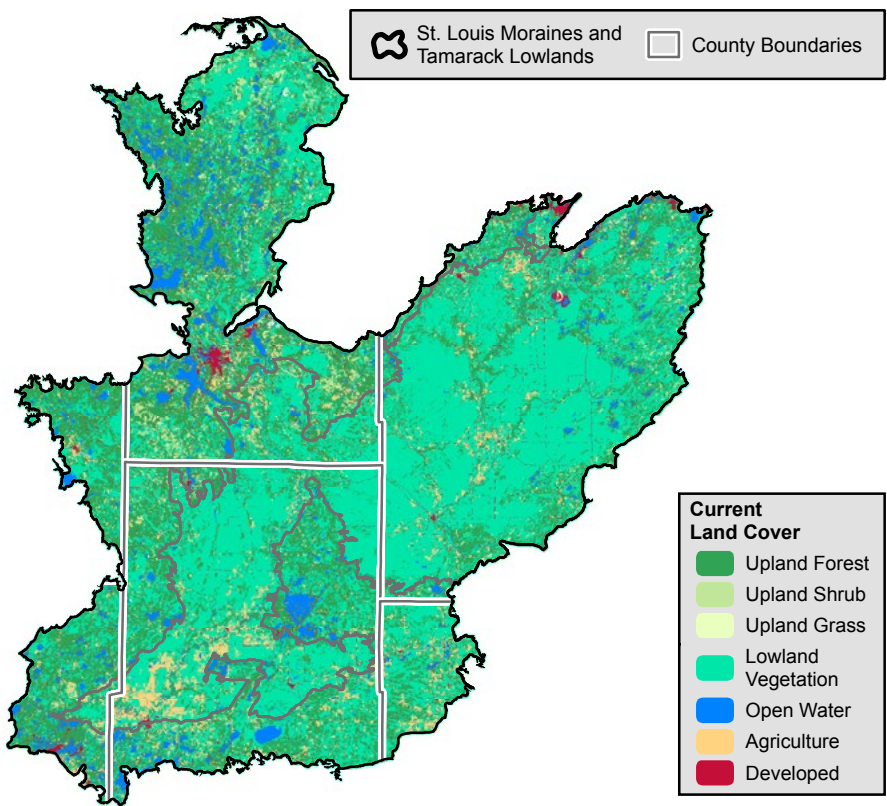 St. Louis Moraines and
Tamarack Lowlands
County Boundaries
Current
Land Cover
Upland Forest
Upland Shrub
Upland Grass
Lowland
Vegetation
Open Water
Agriculture
Developed